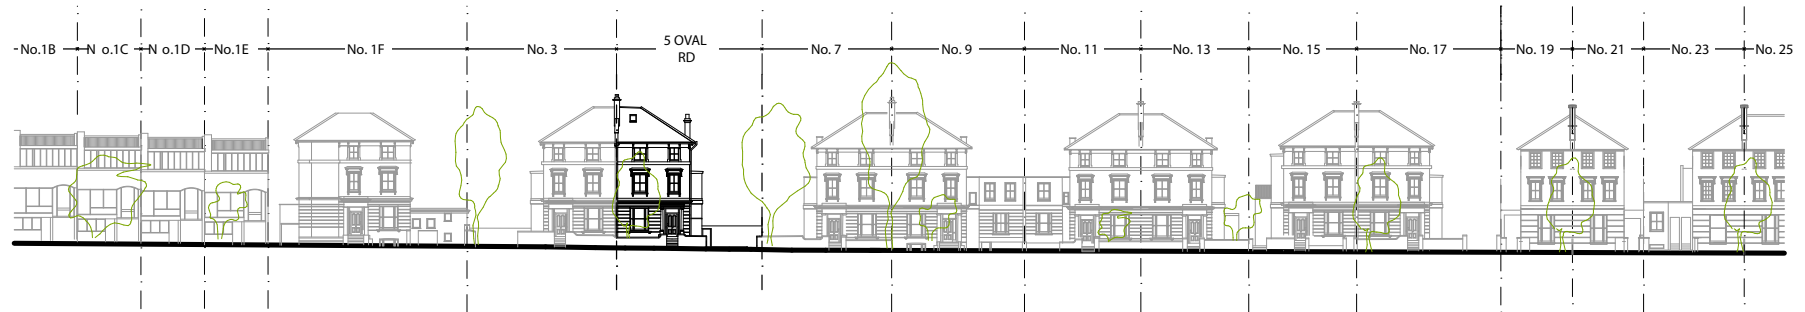 No.1B
N o.1C
N o.1D
No.1E
No.1F
No. 3
5 OVAL
RD
No. 7
No. 9
No. 11
No. 13
No. 15
No. 17
No. 19
No. 21
No. 23
No. 25